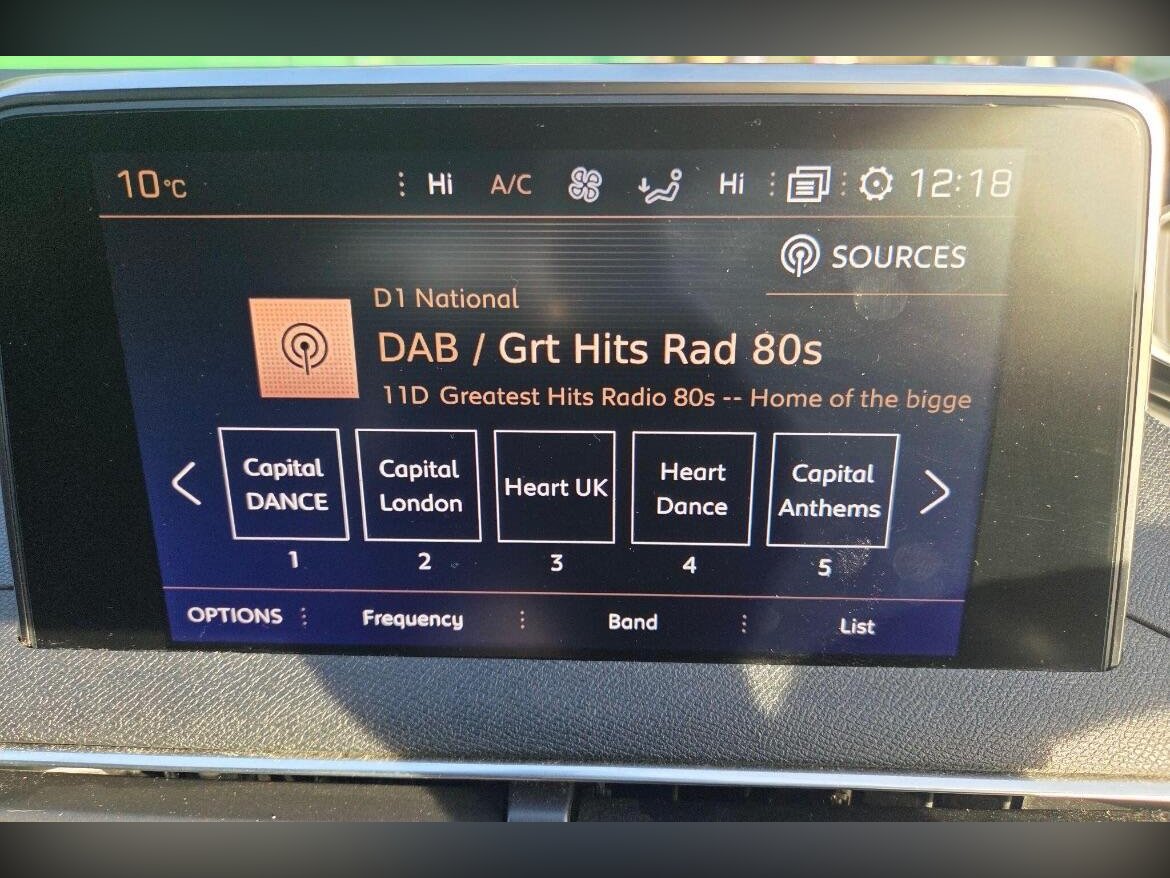 10°C Hi A/C Hi 12:18
SOURCES
D1 National
DAB / Grt Hits Rad 80s
11D Greatest Hits Radio 80s -- Home of the bigge
Capital
DANCE
Capital
London
Heart UK
Heart
Dance
Capital
Anthems
1 2 3 4 5
OPTIONS Frequency Band List